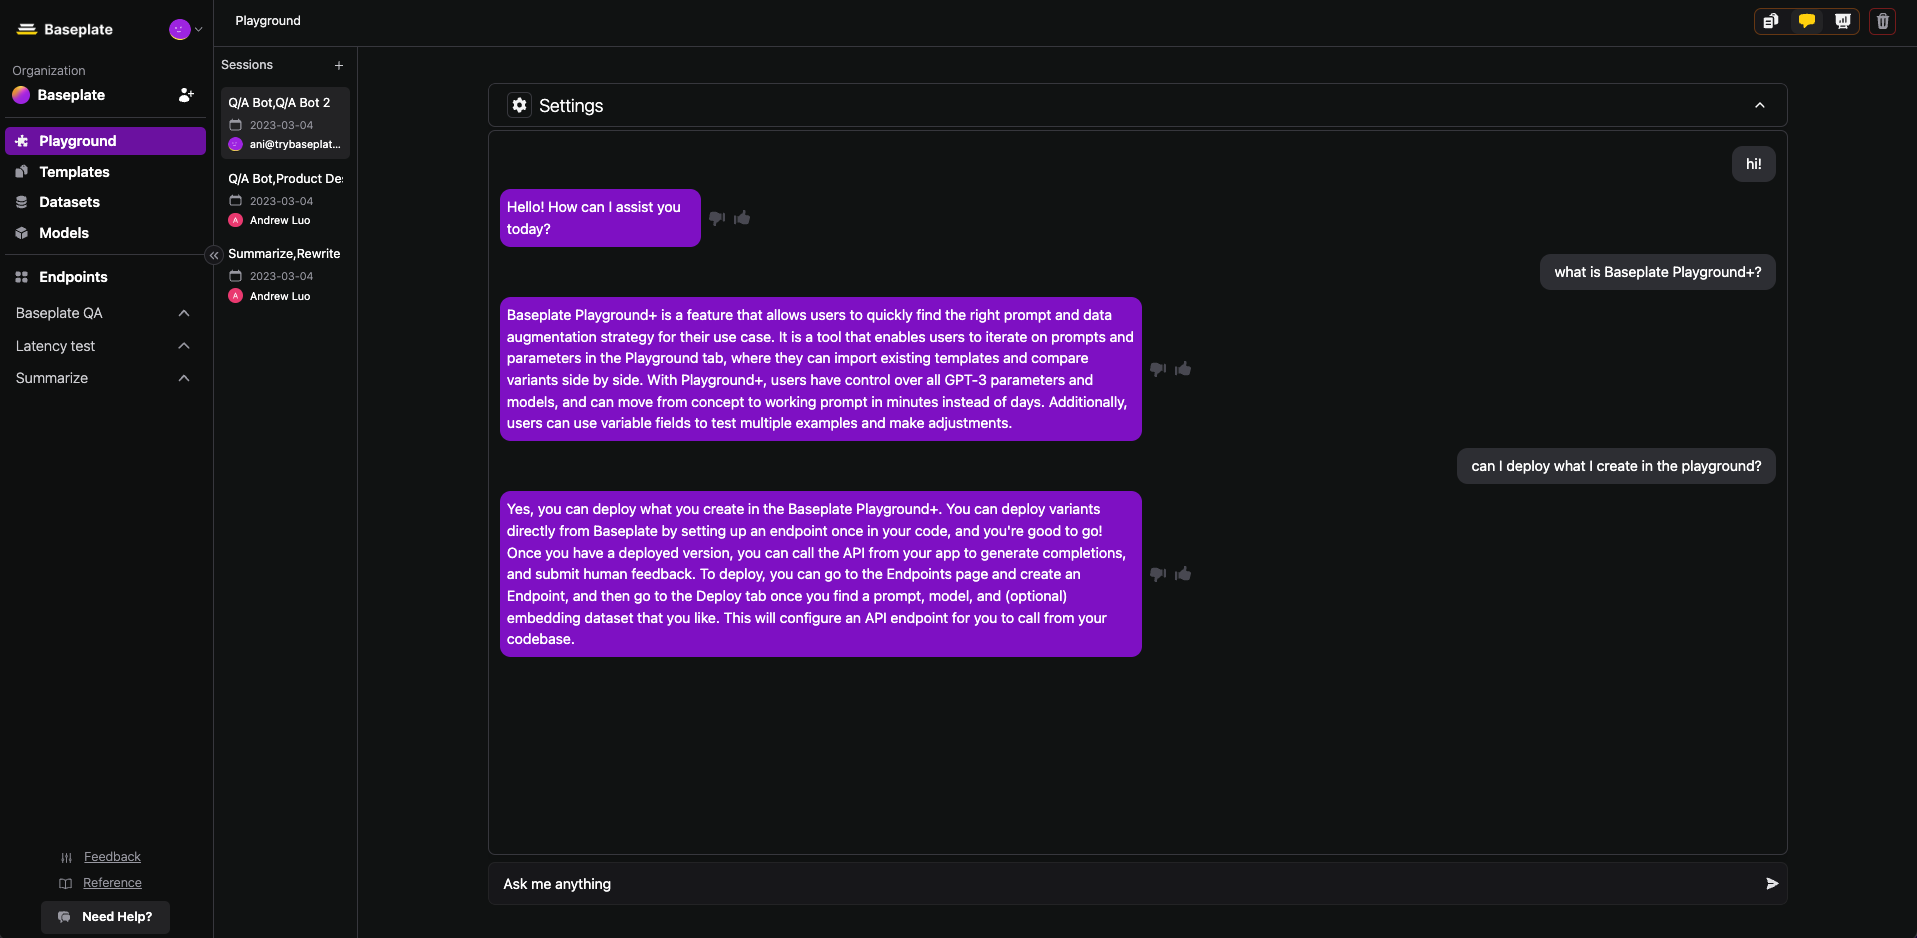 Baseplate
Organization
Baseplate
Playground
Templates
Datasets
Models
Endpoints
Baseplate QA
Latency test
Summarize
Feedback
Reference
Need Help?
Playground
Sessions
Q/A Bot,Q/A Bot 2
2023-03-04
ani@trybaseplat...
Q/A Bot,Product De
2023-03-04
A Andrew Luo
Summarize,Rewrite
2023-03-04
A Andrew Luo
Settings
hi!
Hello! How can I assist you
today?
what is Baseplate Playground+?
Baseplate Playground+ is a feature that allows users to quickly find the right prompt and data
augmentation strategy for their use case. It is a tool that enables users to iterate on prompts and
parameters in the Playground tab, where they can import existing templates and compare
variants side by side. With Playground+, users have control over all GPT-3 parameters and
models, and can move from concept to working prompt in minutes instead of days. Additionally,
users can use variable fields to test multiple examples and make adjustments.
can I deploy what I create in the playground?
Yes, you can deploy what you create in the Baseplate Playground+. You can deploy variants
directly from Baseplate by setting up an endpoint once in your code, and you're good to go!
Once you have a deployed version, you can call the API from your app to generate completions,
and submit human feedback. To deploy, you can go to the Endpoints page and create an
Endpoint, and then go to the Deploy tab once you find a prompt, model, and (optional)
embedding dataset that you like. This will configure an API endpoint for you to call from your
codebase.
Ask me anything